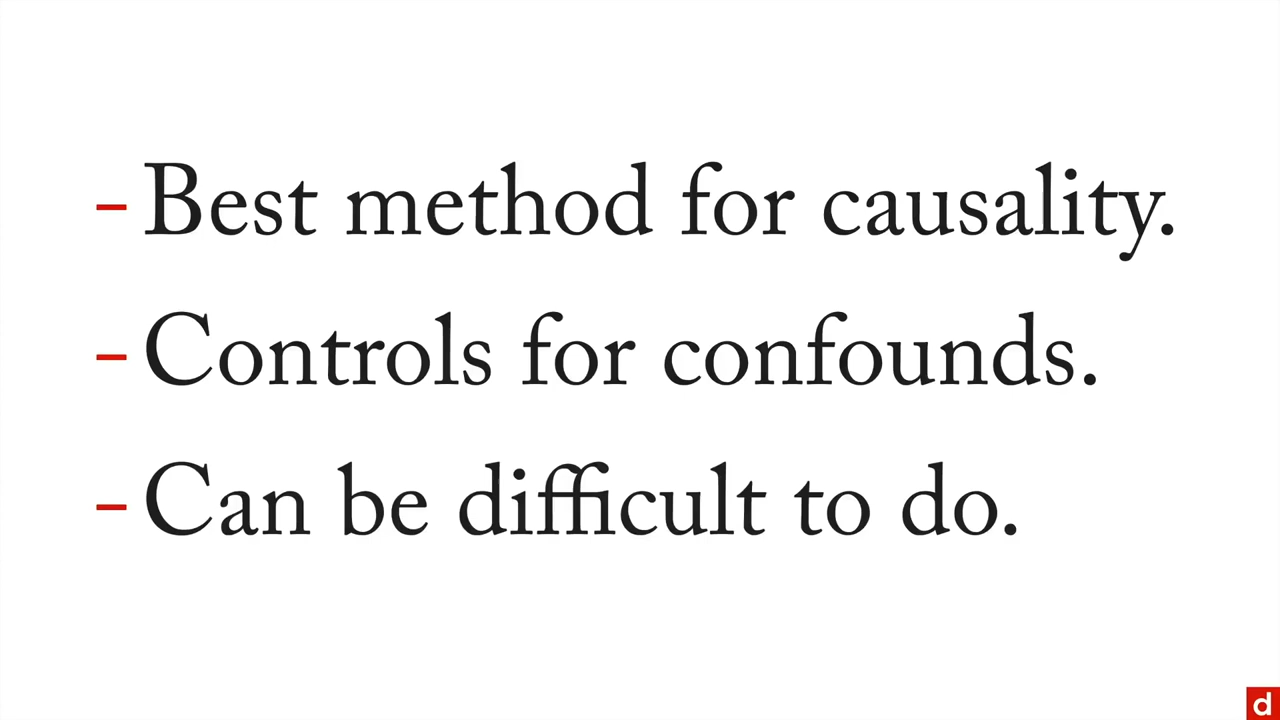 - Best method for causality.
- Controls for confounds.
- Can be difficult to do.
d